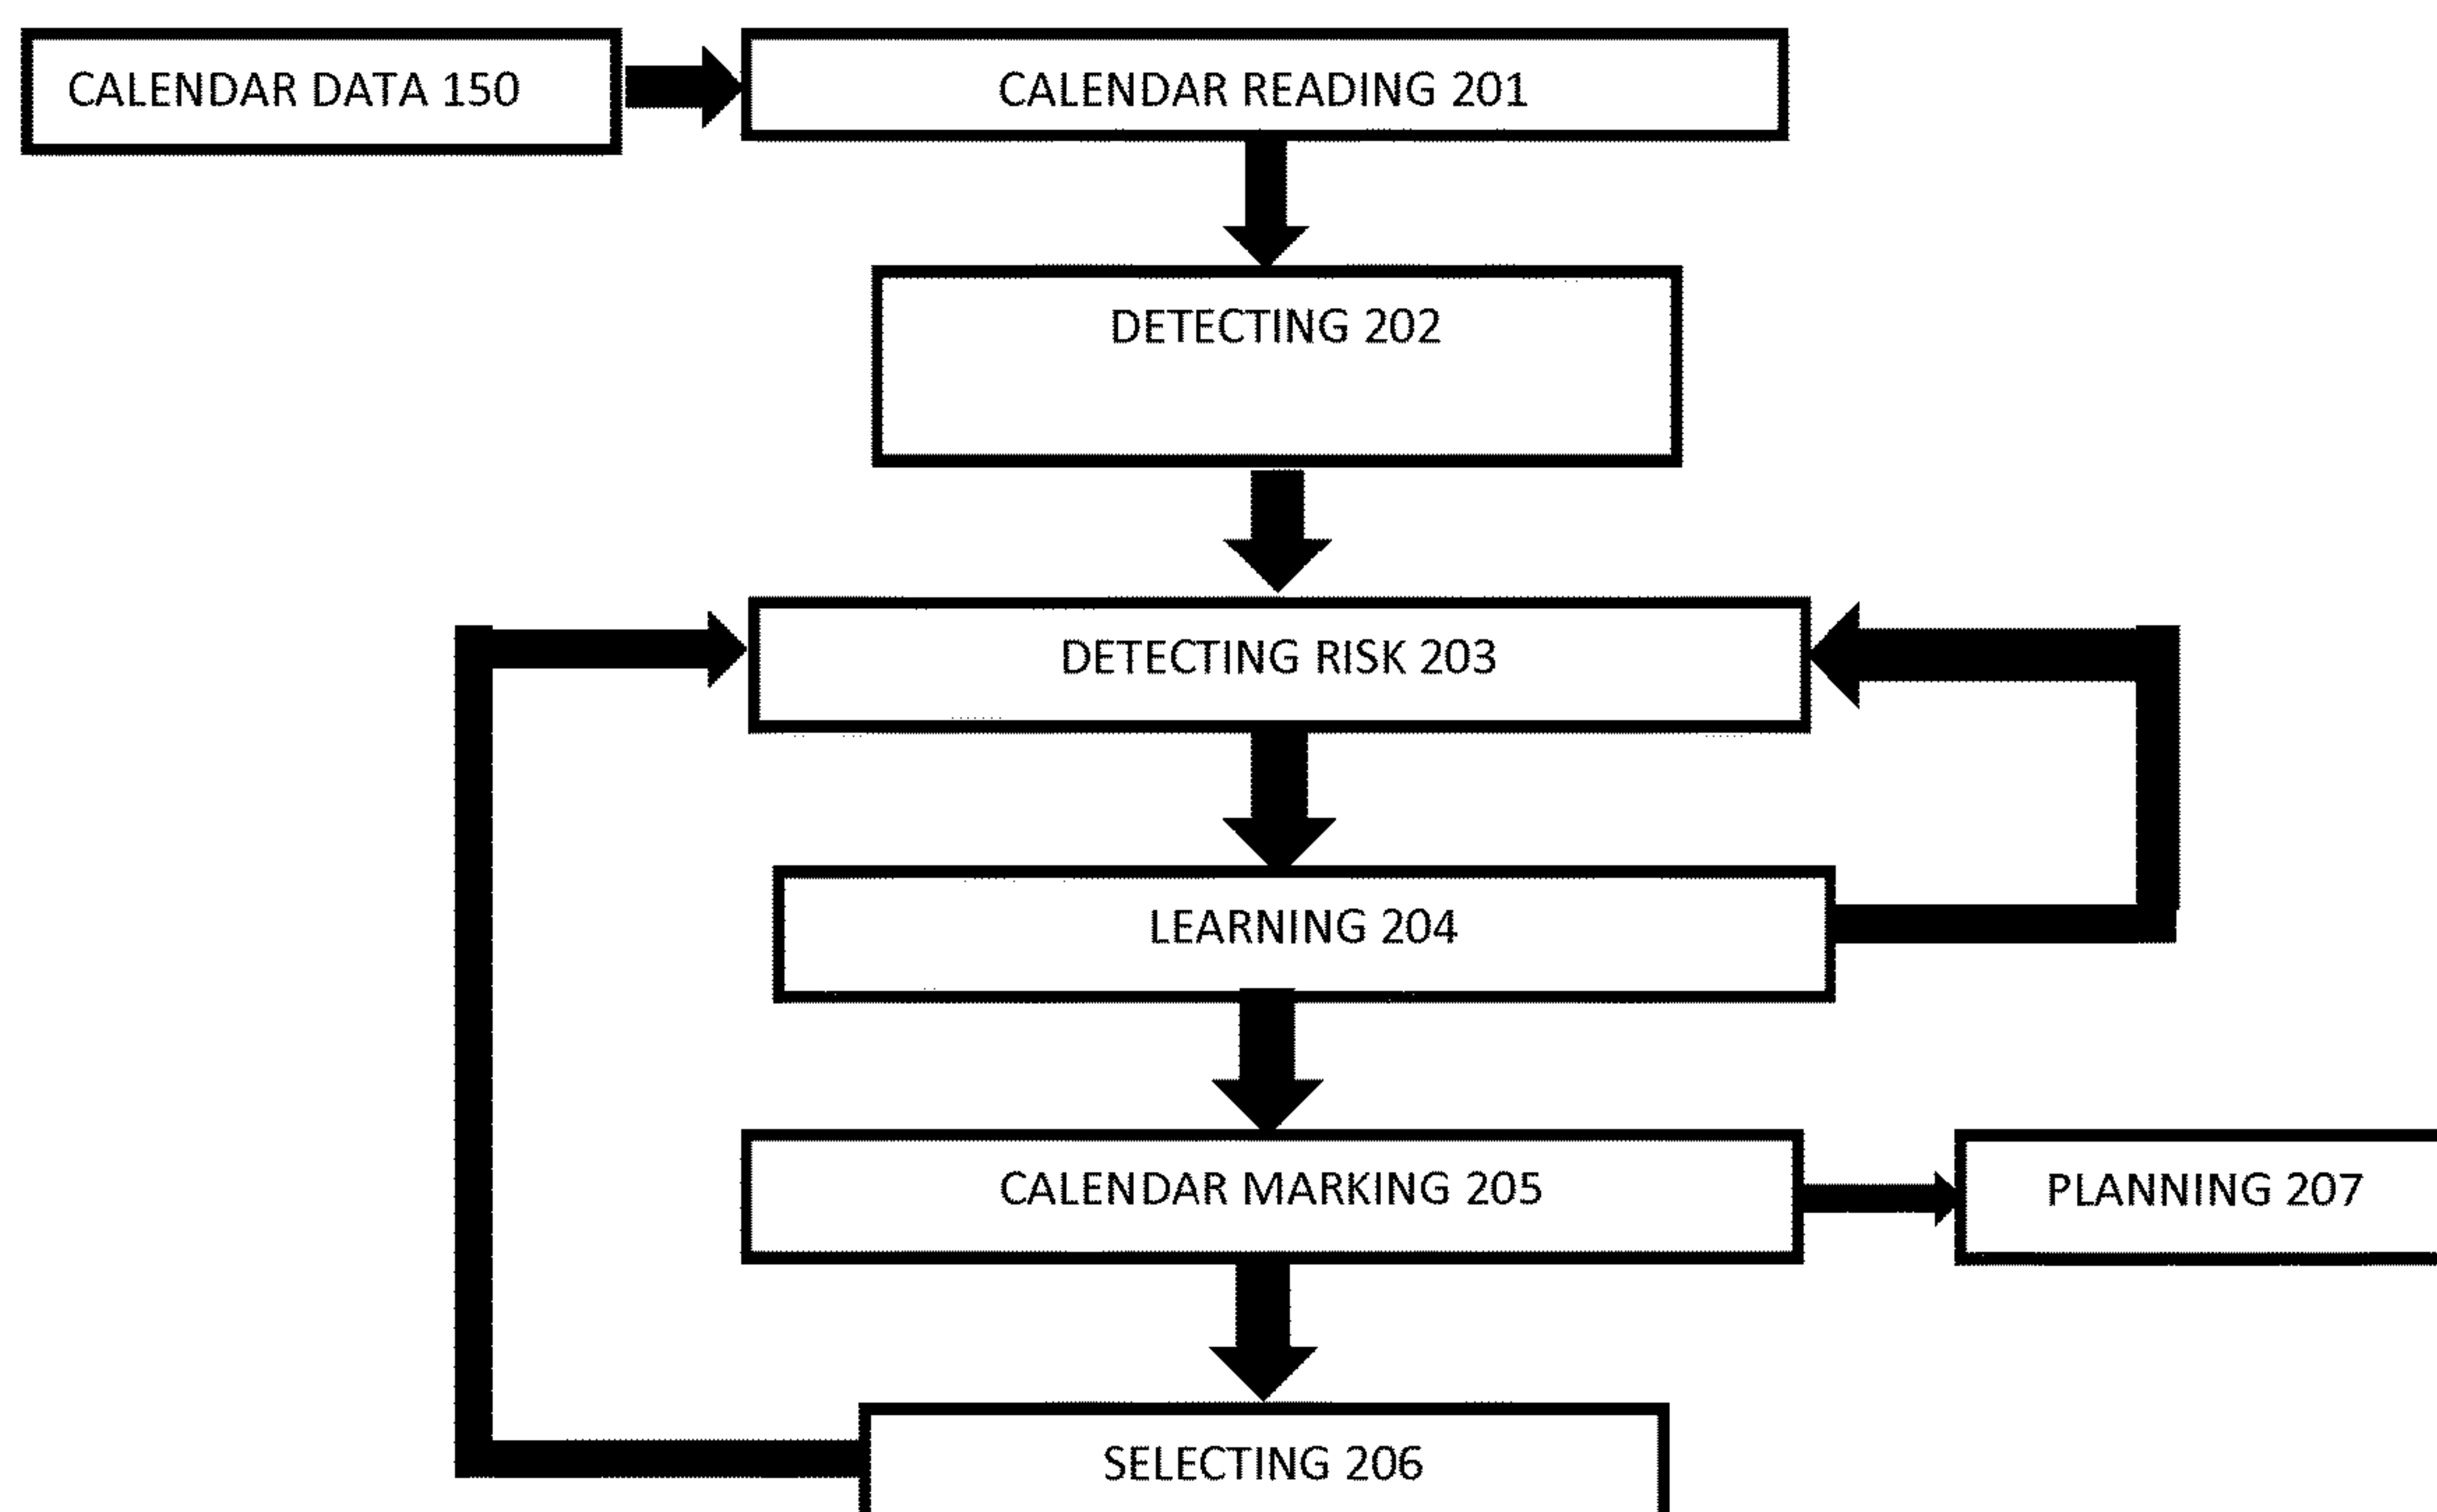 CALENDAR DATA 150
CALENDAR READING 201
DETECTING 202
DETECTING RISK 203
LEARNING 204
CALENDAR MARKING 205
PLANNING 207
SELECTING 206